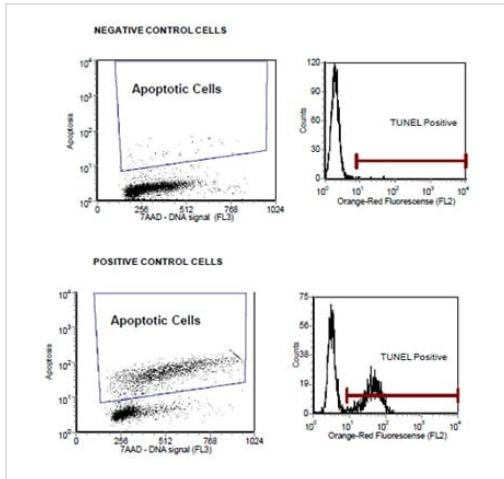 NEGATIVE CONTROL CELLS
Apoptosis
10⁴
10³
10²
10¹
10⁰
Apoptotic Cells
0 256 512 768 1024
7AAD - DNA signal (FL3)
Counts
120
90
60
30
0
TUNEL Positive
10⁰ 10¹ 10² 10³ 10⁴
Orange-Red Fluorescense (FL2)
POSITIVE CONTROL CELLS
Apoptosis
10⁴
10³
10²
10¹
10⁰
Apoptotic Cells
0 256 512 768 1024
7AAD - DNA signal (FL3)
Counts
75
56
38
19
0
TUNEL Positive
10⁰ 10¹ 10² 10³ 10⁴
Orange-Red Fluorescense (FL2)